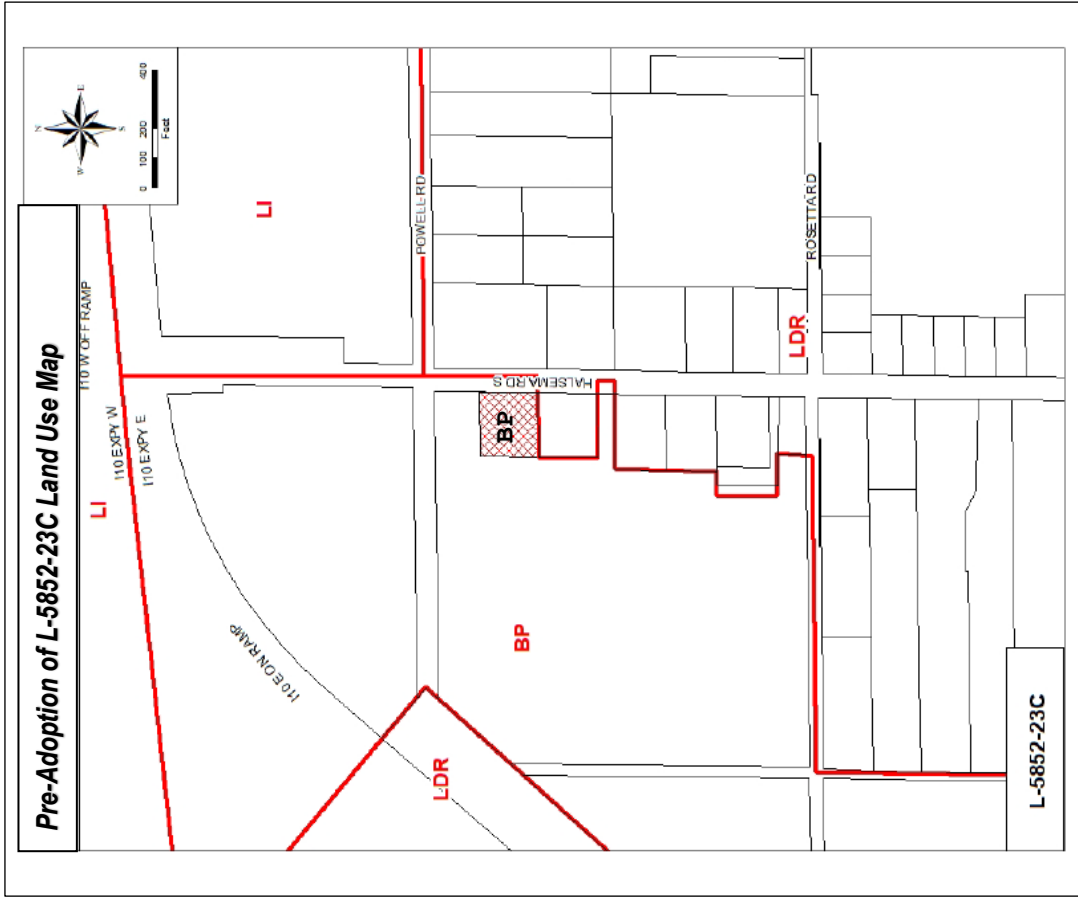 Pre-Adoption of L-5852-23C Land Use Map
N
W
E
S
0 100 200 400
Feet
I10 W OFF RAMP
LI
I10 EXPY W
I10 EXPY E
LI
I10 E ON RAMP
POWELL RD
LDR
HALSEMA RD S
BP
BP
LDR
ROSETTA RD
L-5852-23C